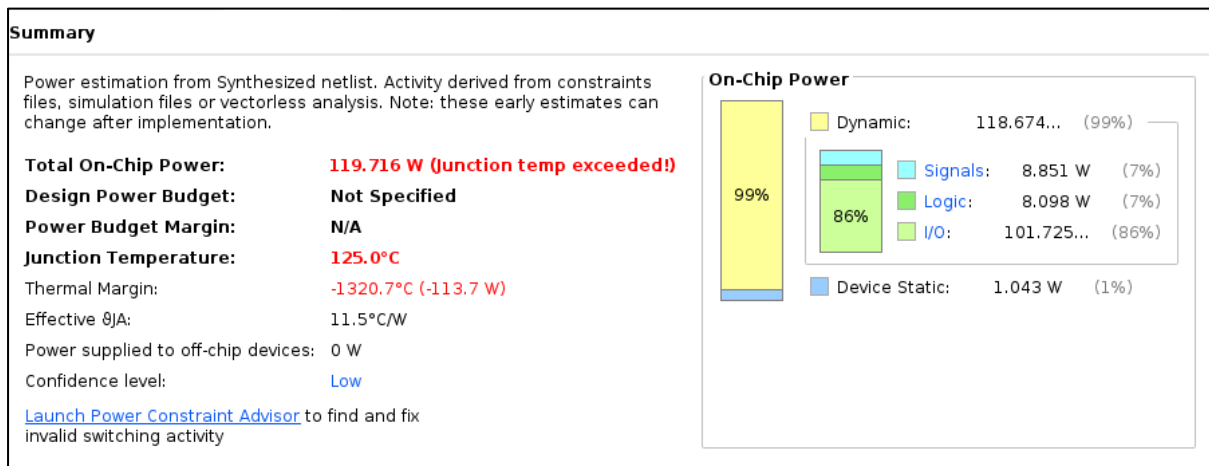 Summary
Power estimation from Synthesized netlist. Activity derived from constraints
files, simulation files or vectorless analysis. Note: these early estimates can
change after implementation.
Total On-Chip Power: 119.716 W (Junction temp exceeded!)
Design Power Budget: Not Specified
Power Budget Margin: N/A
Junction Temperature: 125.0°C
Thermal Margin: -1320.7°C (-113.7 W)
Effective ϑJA: 11.5°C/W
Power supplied to off-chip devices: 0 W
Confidence level: Low
Launch Power Constraint Advisor to find and fix
invalid switching activity
On-Chip Power
Dynamic: 118.674... (99%)
99%
86%
Signals: 8.851 W (7%)
Logic: 8.098 W (7%)
I/O: 101.725... (86%)
Device Static: 1.043 W (1%)